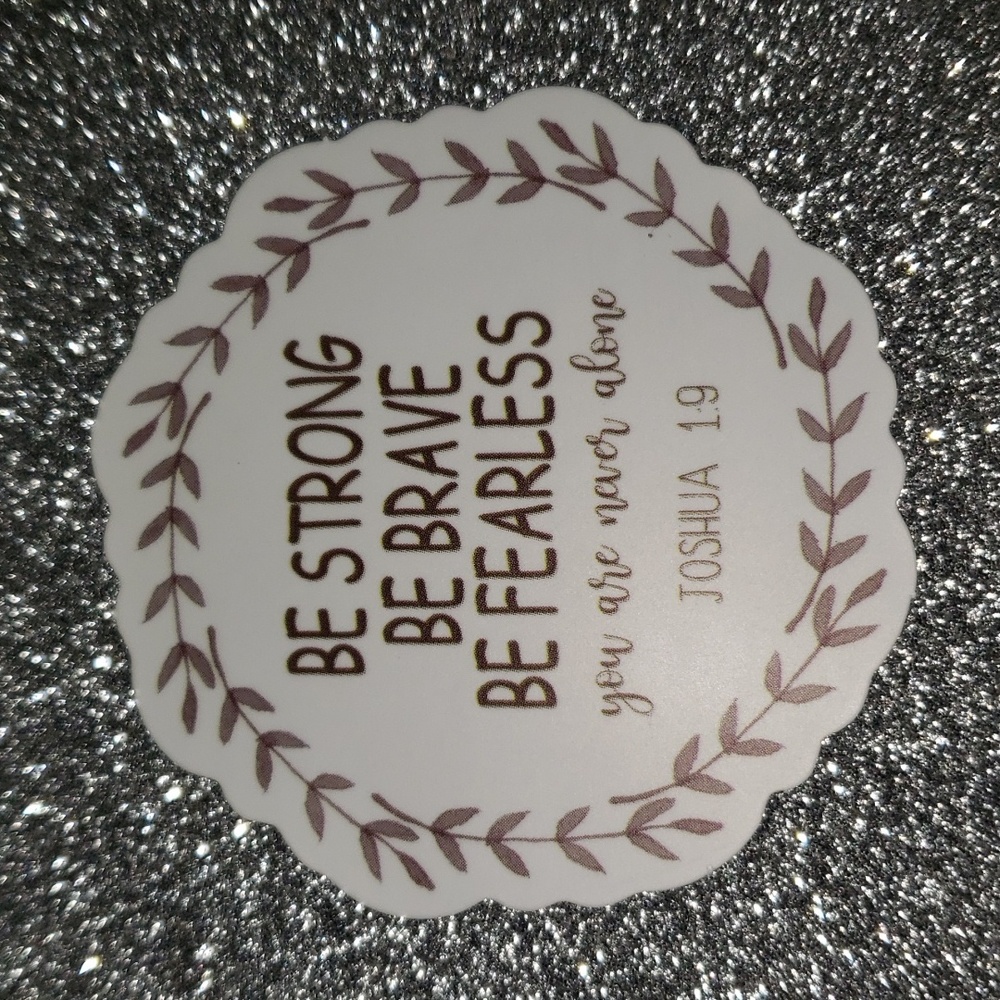 BE STRONG
BE BRAVE
BE FEARLESS
you are never alone
JOSHUA 1:9